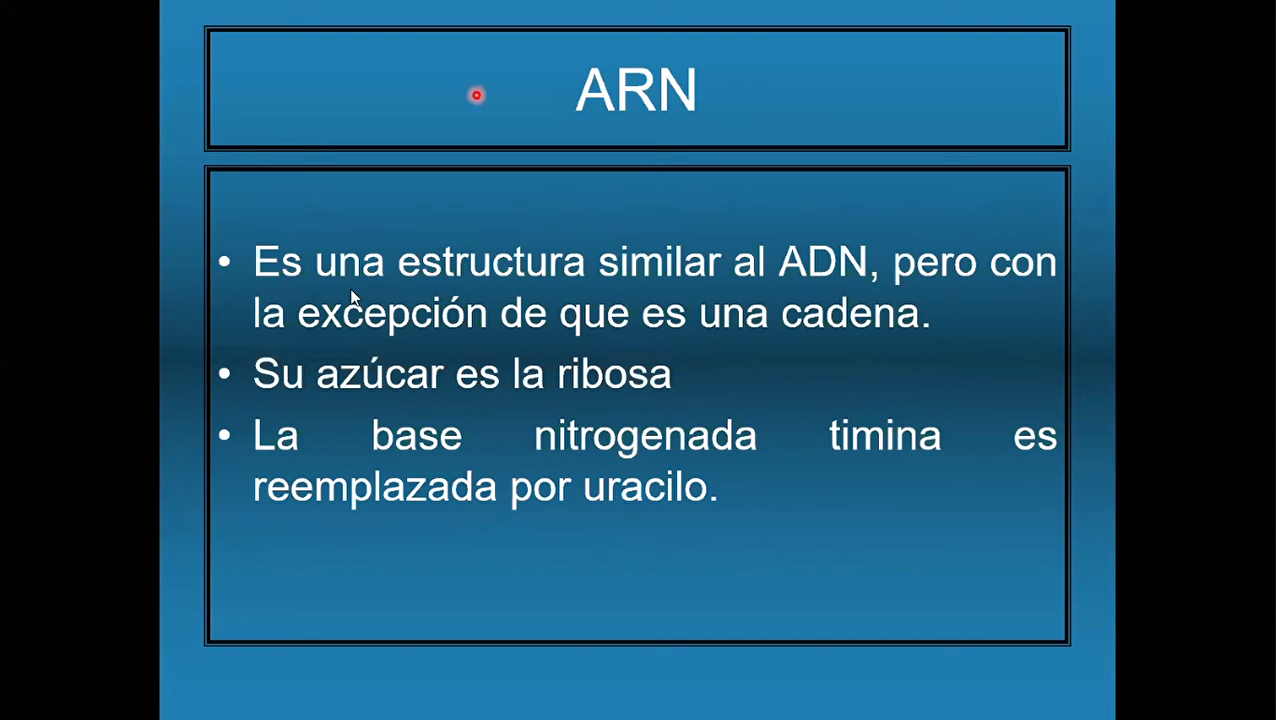 ARN
• Es una estructura similar al ADN, pero con
la excepción de que es una cadena.
• Su azúcar es la ribosa
• La base nitrogenada timina es
reemplazada por uracilo.